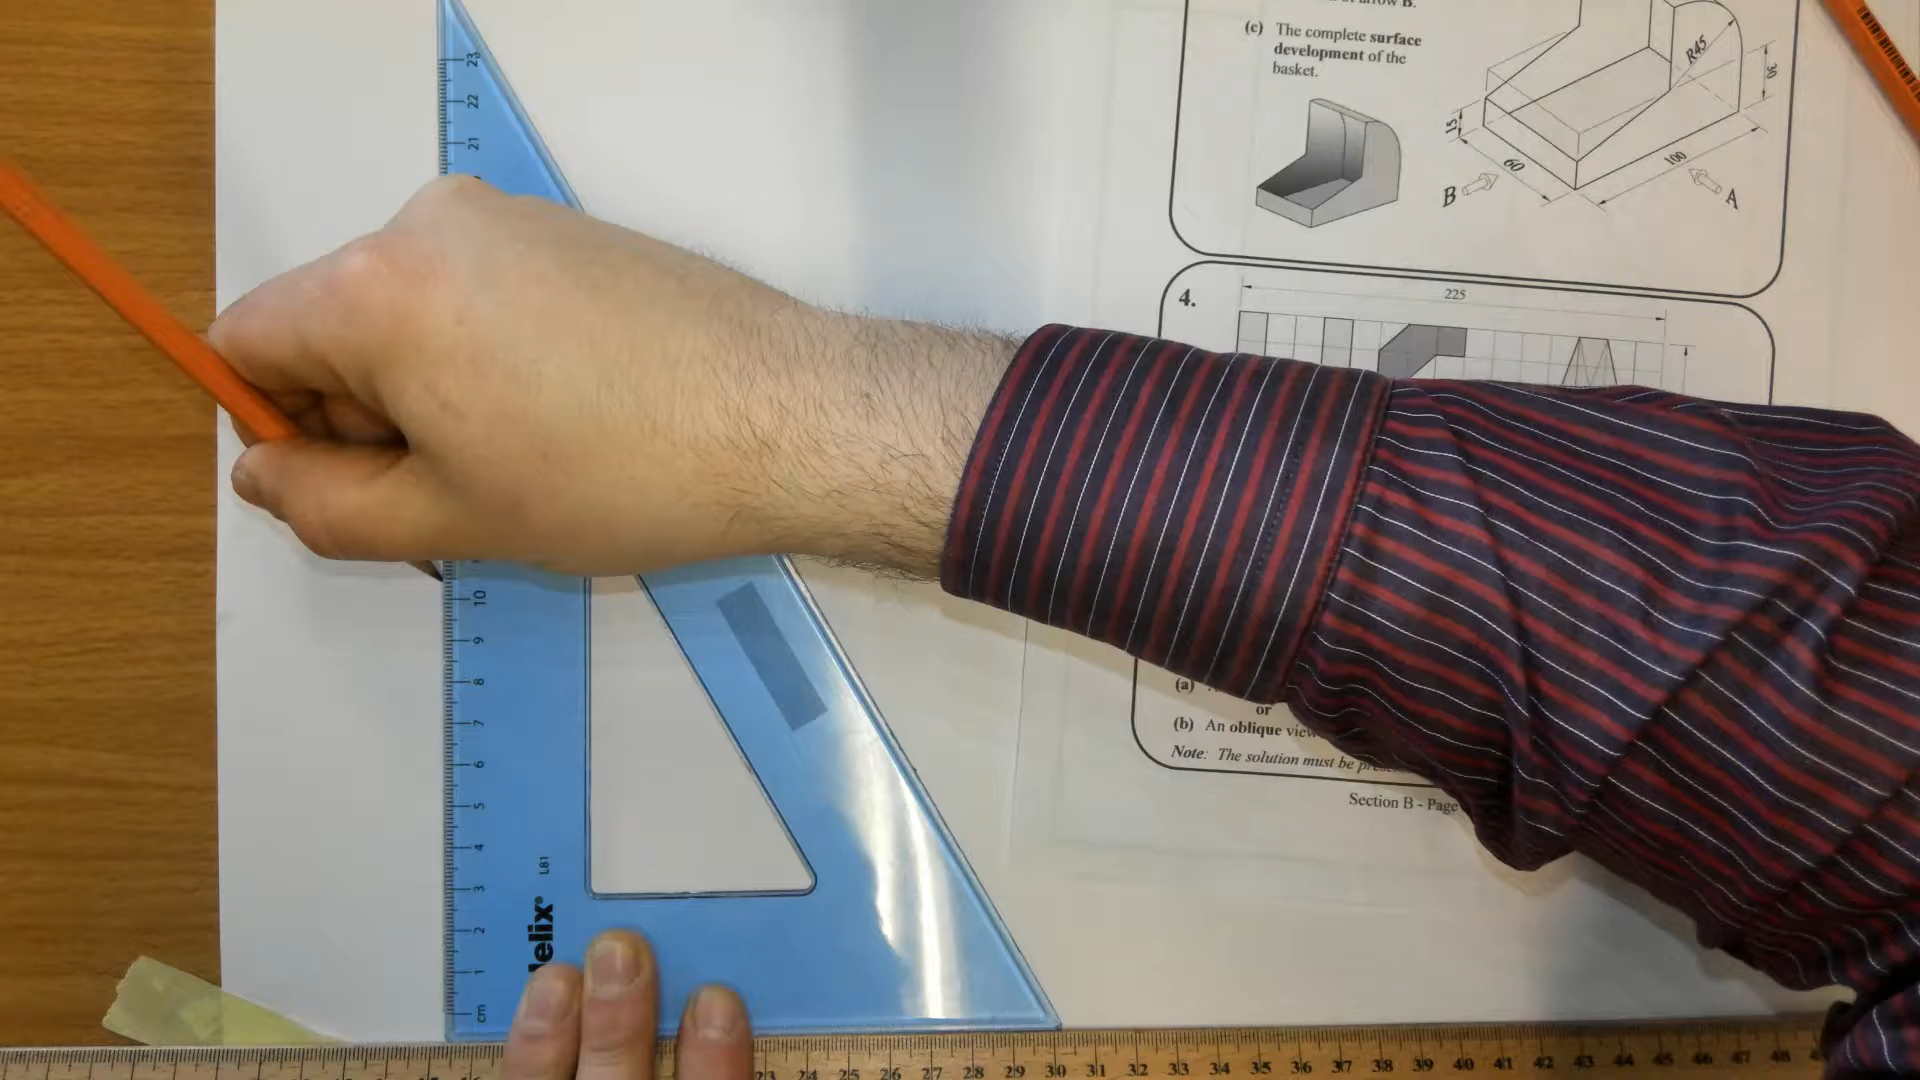 (c) The complete surface
development of the
basket.
R45
30
15
60
100
B
A
4.
225
(a)
or
(b) An oblique view
Note: The solution must be
Section B - Page
23
22
21
10
9
8
7
6
5
4
3
2
1
cm
L81
elix®
23 24 25 26 27 28 29 30 31 32 33 34 35 36 37 38 39 40 41 42 43 44 45 46 47 48